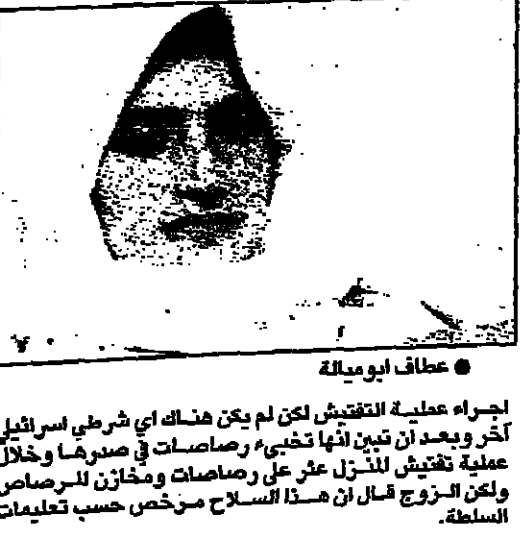 ● عطاف ابوميالة
اجراء عملية التفتيش لكن لم يكن هناك اي شرطي اسرائيلي
آخر وبعد ان تبين انها تخبيء رصاصات في صدرها وخلال
عملية تفتيش المنزل عثر على رصاصات ومخازن للرصاص
ولكن الزوج قال ان هذا السلاح مرخص حسب تعليمات
السلطة.